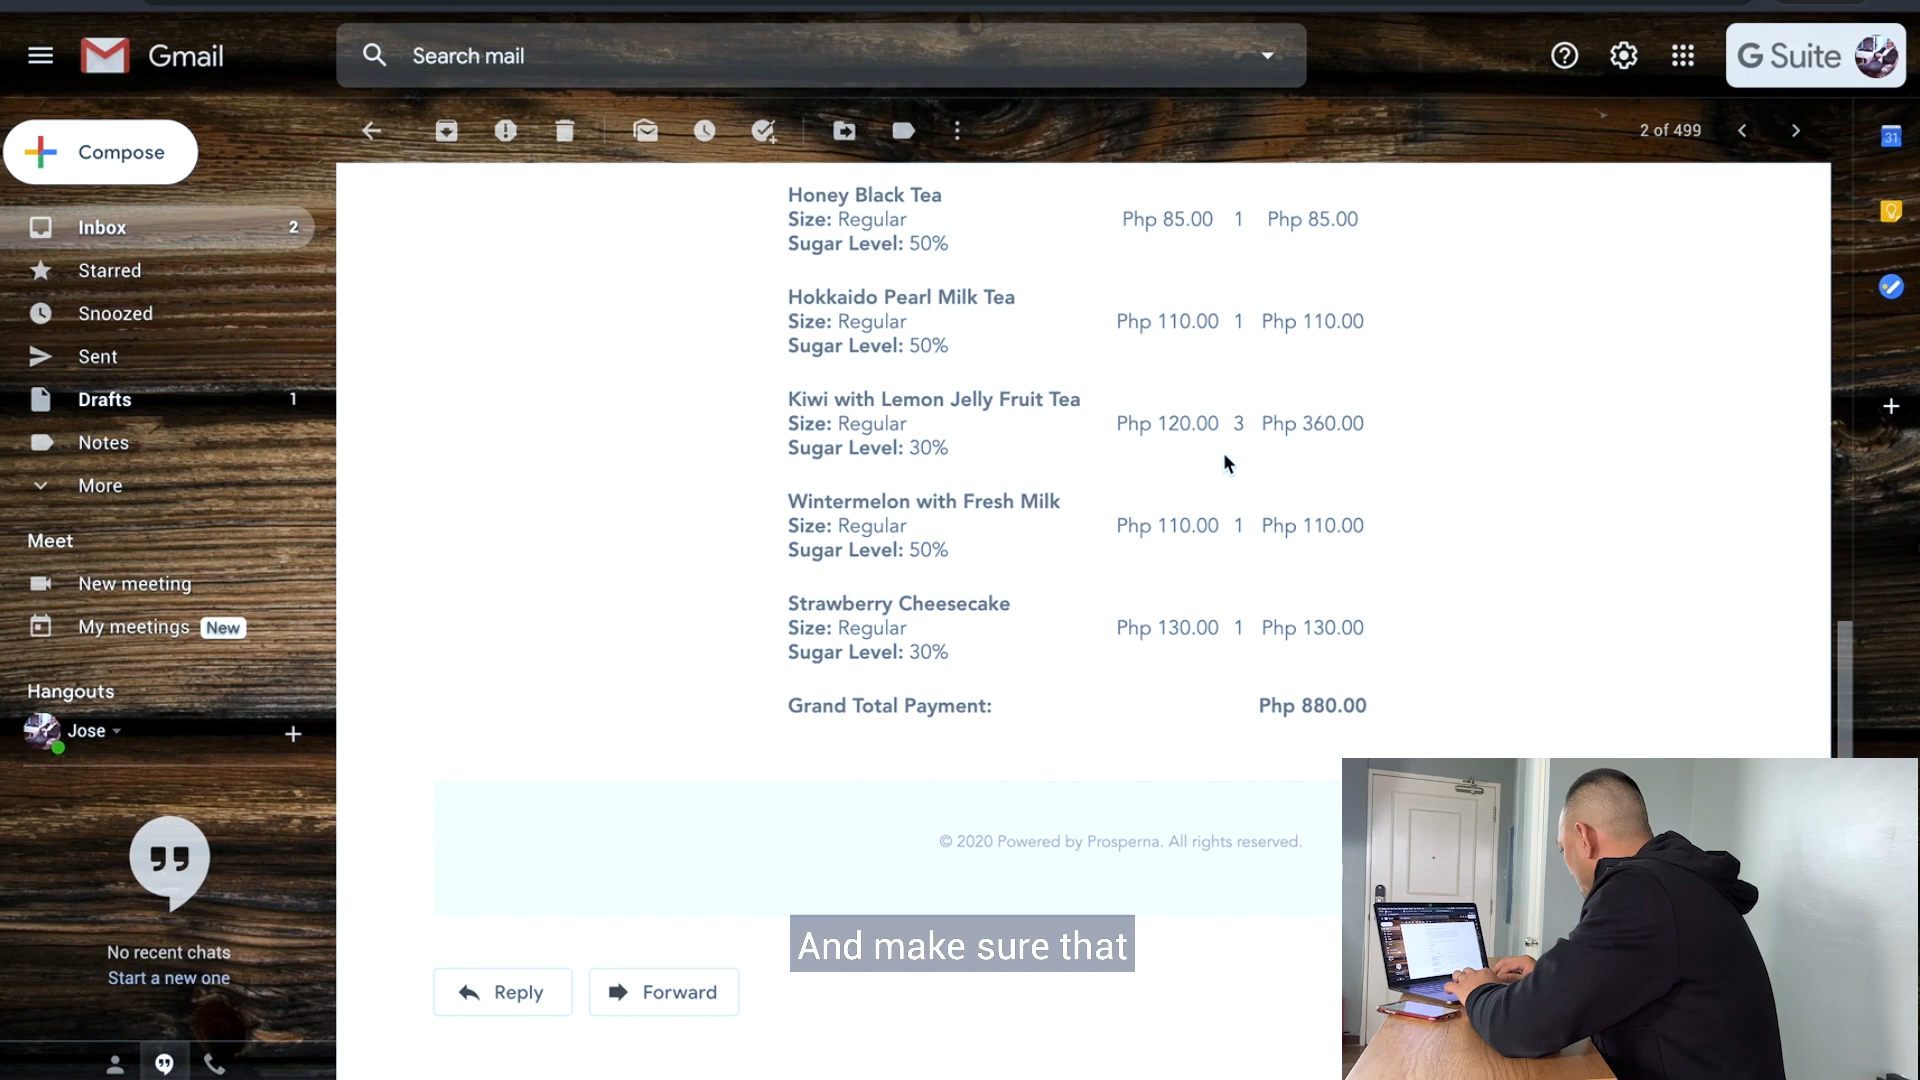 Gmail
Search mail
G Suite
Compose
2 of 499
31
Inbox 2
Starred
Snoozed
Sent
Drafts 1
Notes
More
Meet
New meeting
My meetings New
Hangouts
Jose
No recent chats
Start a new one
Honey Black Tea
Size: Regular Php 85.00 1 Php 85.00
Sugar Level: 50%
Hokkaido Pearl Milk Tea
Size: Regular Php 110.00 1 Php 110.00
Sugar Level: 50%
Kiwi with Lemon Jelly Fruit Tea
Size: Regular Php 120.00 3 Php 360.00
Sugar Level: 30%
Wintermelon with Fresh Milk
Size: Regular Php 110.00 1 Php 110.00
Sugar Level: 50%
Strawberry Cheesecake
Size: Regular Php 130.00 1 Php 130.00
Sugar Level: 30%
Grand Total Payment: Php 880.00
© 2020 Powered by Prosperna. All rights reserved.
And make sure that
Reply Forward